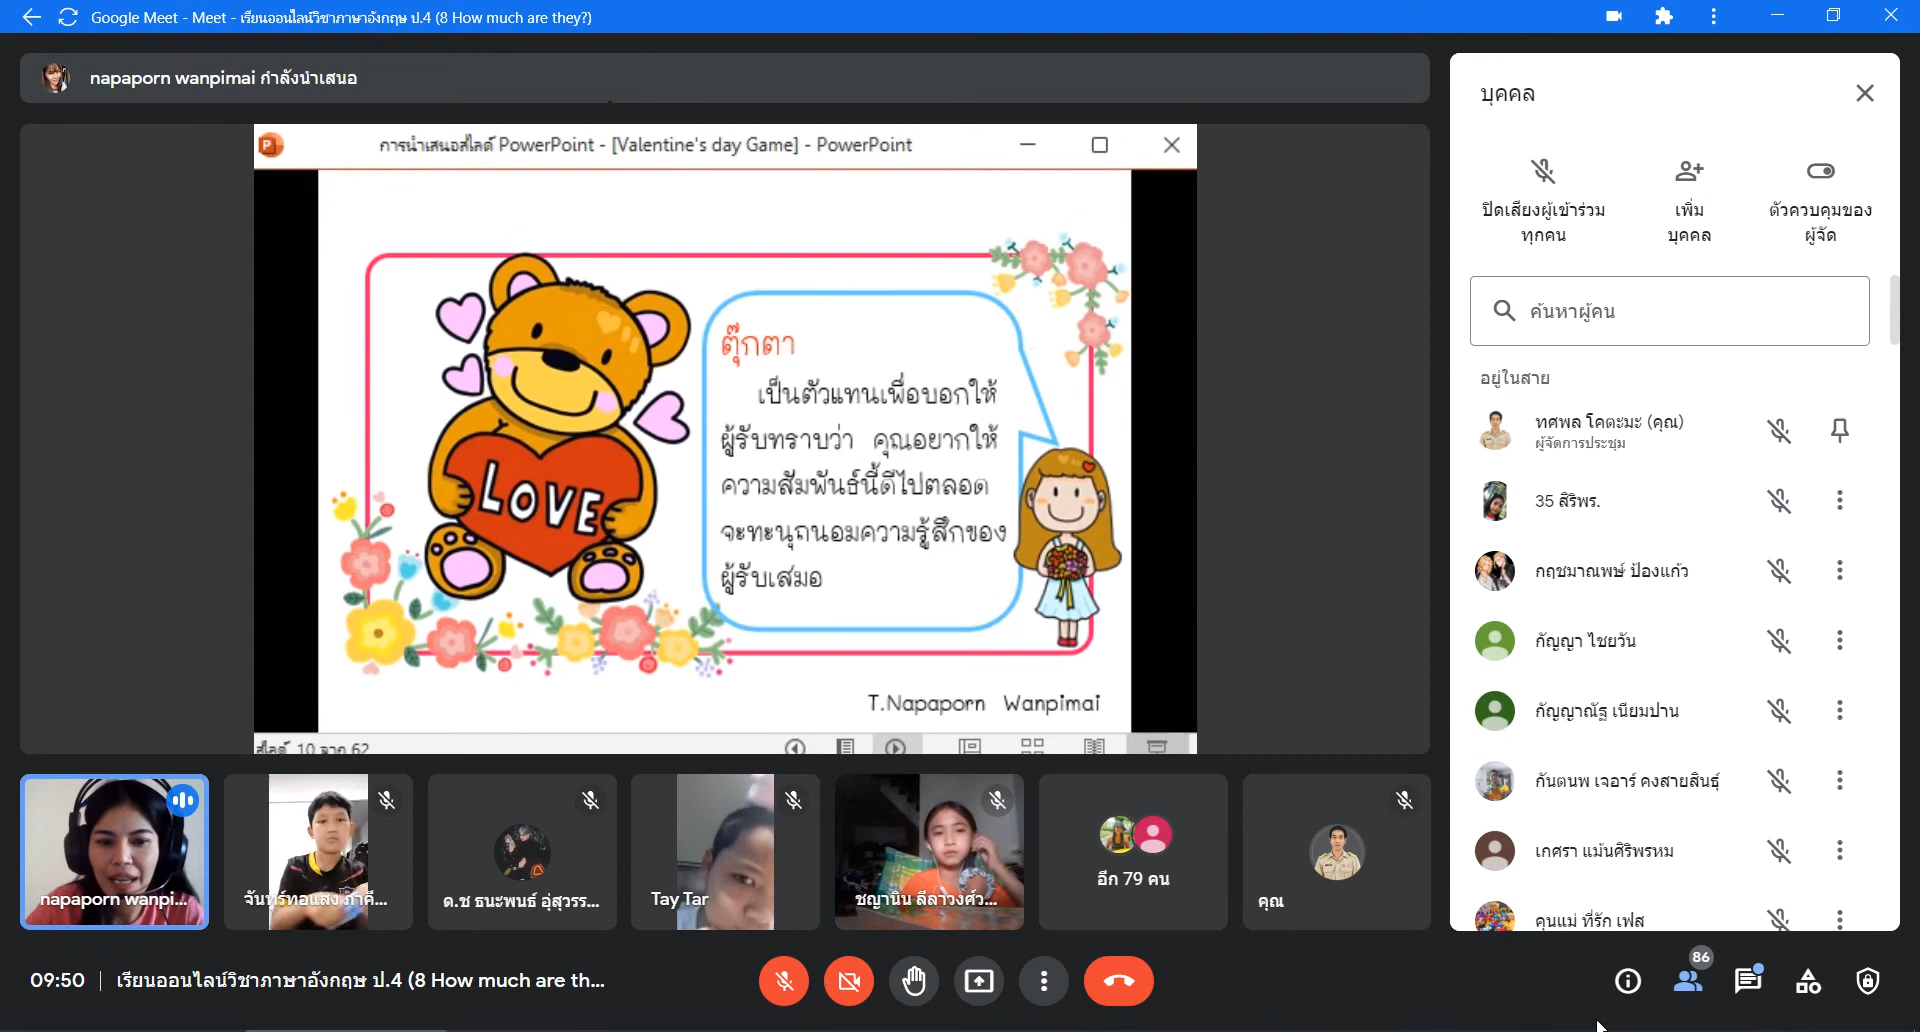 Google Meet - Meet - เรียนออนไลน์วิชาภาษาอังกฤษ ป.4 (8 How much are they?)
napaporn wanpimai กำลังนำเสนอ
การนำเสนอสไลด์ PowerPoint - [Valentine's day Game] - PowerPoint
ตุ๊กตา
เป็นตัวแทนเพื่อบอกให้
ผู้รับทราบว่า คุณอยากให้
ความสัมพันธ์นี้ดีไปตลอด
จะทะนุถนอมความรู้สึกของ
ผู้รับเสมอ
LOVE
T.Napaporn Wanpimai
สไลด์ 10 จาก 62
napaporn wanpi...
จันทร์ทอแสง ภาคี...
ด.ช ธนะพนธ์ อุ่สุวรร...
Tay Tar
ชญานิน ลีลาวงศ์ว...
อีก 79 คน
คุณ
09:50
เรียนออนไลน์วิชาภาษาอังกฤษ ป.4 (8 How much are th...
86
บุคคล
ปิดเสียงผู้เข้าร่วม
ทุกคน
เพิ่ม
บุคคล
ตัวควบคุมของ
ผู้จัด
ค้นหาผู้คน
อยู่ในสาย
ทศพล โคตะมะ (คุณ)
ผู้จัดการประชุม
35 สิริพร.
กฤชมาณพษ์ ป้องแก้ว
กัญญา ไชยวัน
กัญญาณัฐ เนียมปาน
กันตนพ เจอาร์ คงสายสินธุ์
เกศรา แม้นศิริพรหม
คุนแม่ ที่รัก เฟส